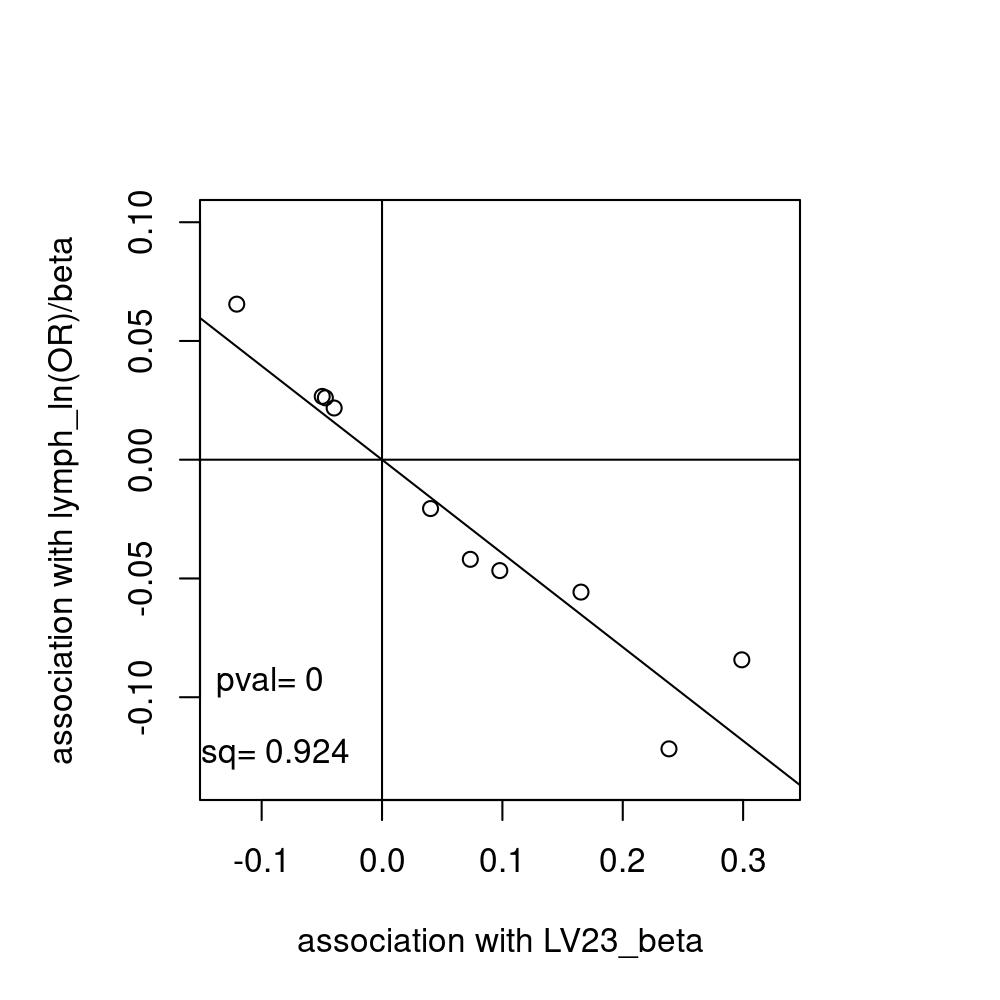 association with lymph_ln(OR)/beta
0.10
0.05
0.00
-0.05
-0.10
pval= 0
sq= 0.924
-0.1 0.0 0.1 0.2 0.3
association with LV23_beta